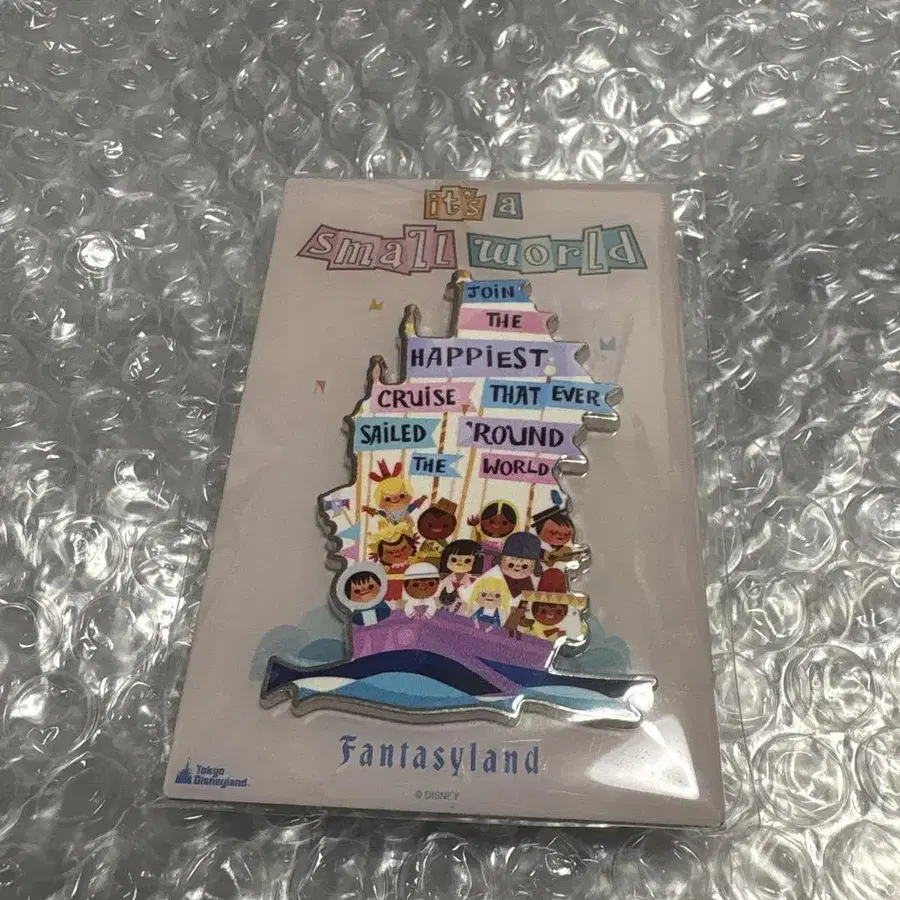 it's a
small world
JOIN
THE
HAPPIEST
CRUISE THAT EVER
SAILED 'ROUND
THE WORLD
Fantasyland
Tokyo
Disneyland
© DISNEY